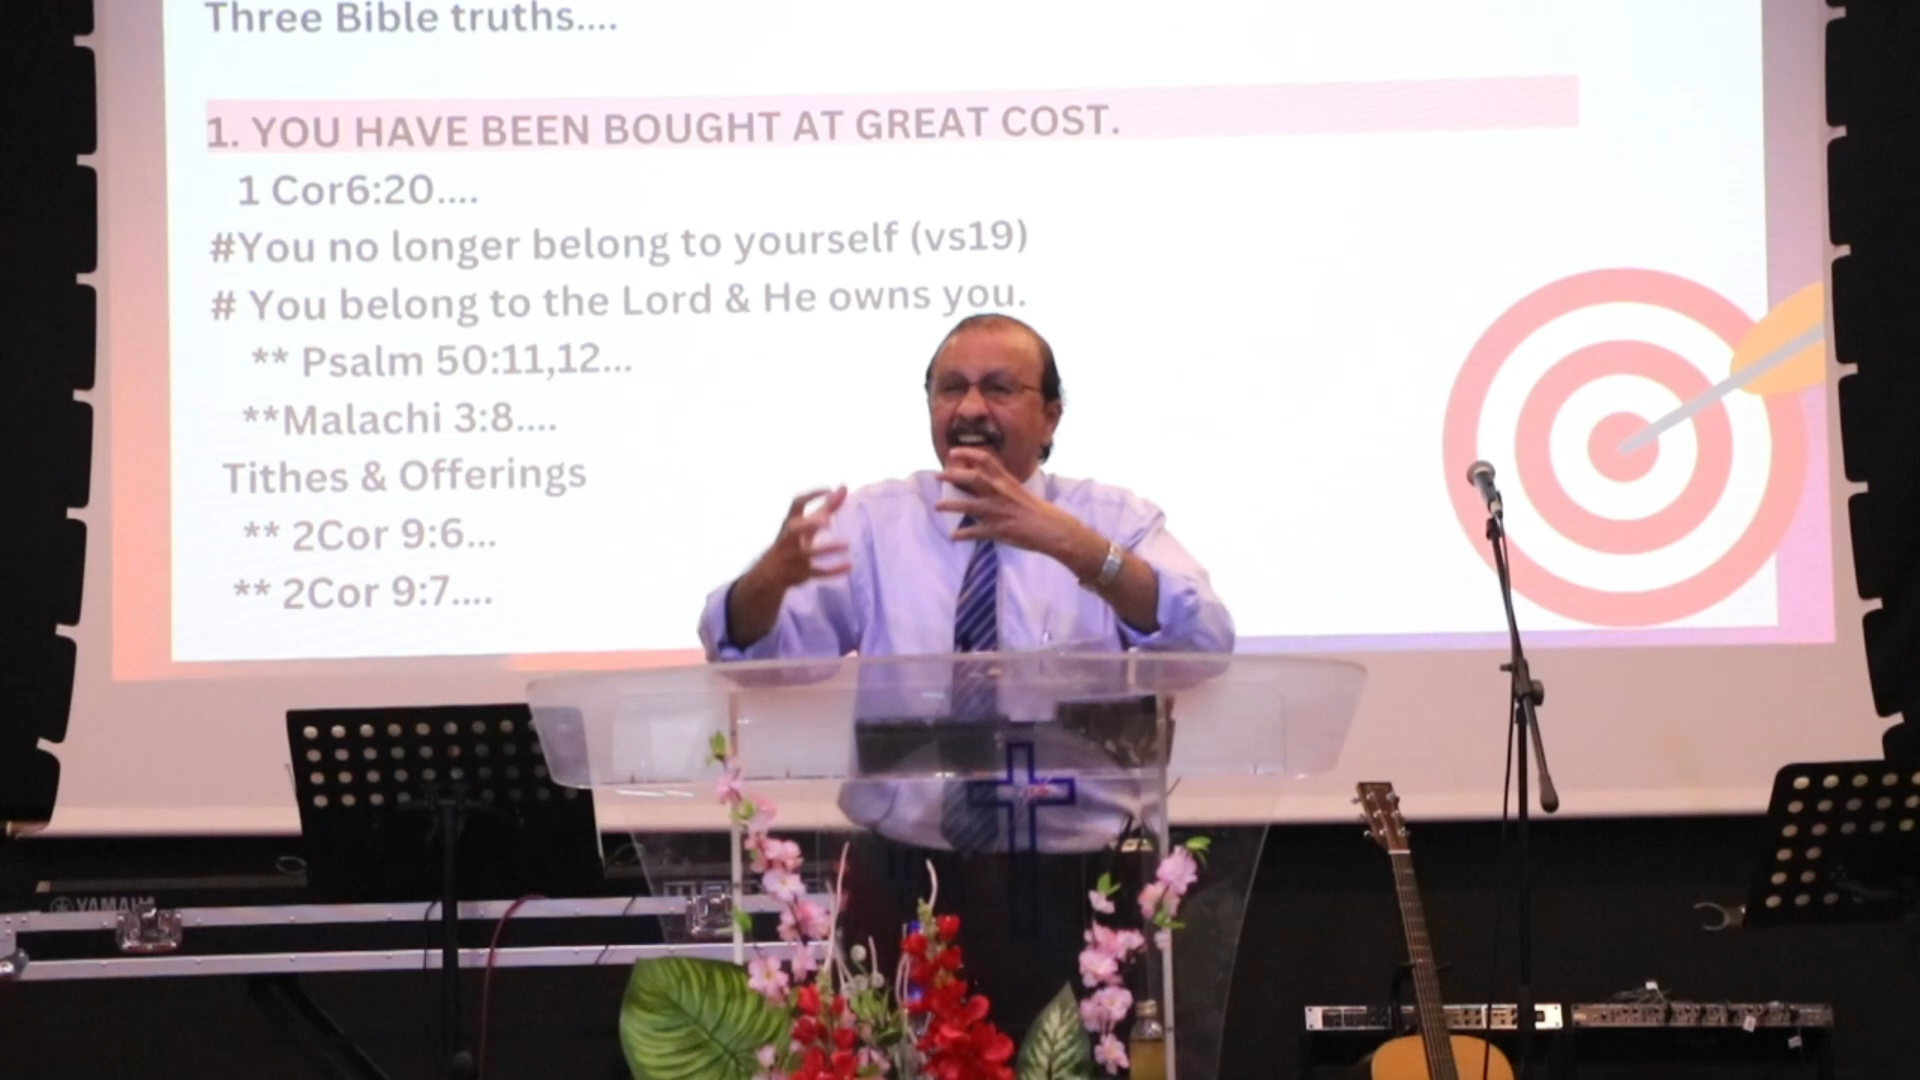 Three Bible truths....
1. YOU HAVE BEEN BOUGHT AT GREAT COST.
1 Cor6:20....
#You no longer belong to yourself (vs19)
# You belong to the Lord & He owns you.
** Psalm 50:11,12...
**Malachi 3:8....
Tithes & Offerings
** 2Cor 9:6...
** 2Cor 9:7....
YAMAHA